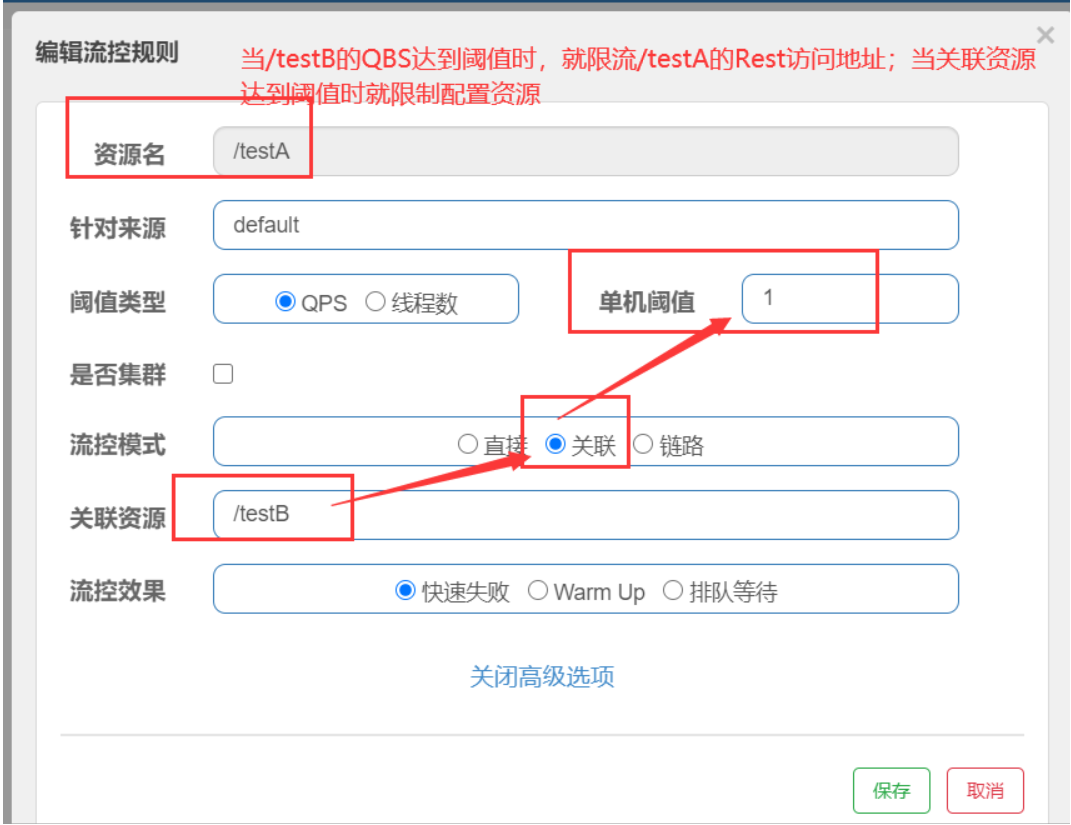 编辑流控规则
×
当/testB的QBS达到阈值时，就限流/testA的Rest访问地址；当关联资源
达到阈值时就限制配置资源
资源名 /testA
针对来源 default
阈值类型 QPS 线程数 单机阈值 1
是否集群
流控模式 直接 关联 链路
关联资源 /testB
流控效果 快速失败 Warm Up 排队等待
关闭高级选项
保存 取消